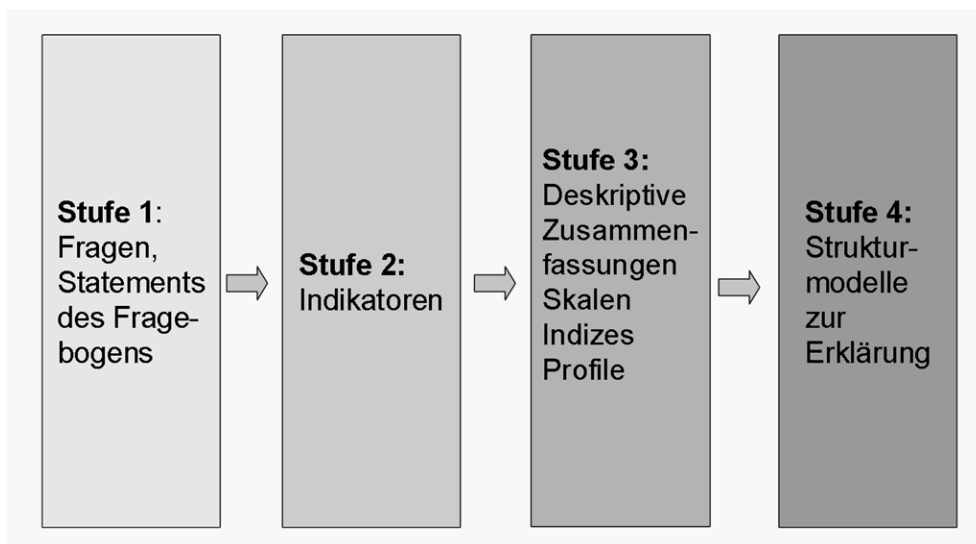 Stufe 1:
Fragen,
Statements
des Frage-
bogens
Stufe 2:
Indikatoren
Stufe 3:
Deskriptive
Zusammen-
fassungen
Skalen
Indizes
Profile
Stufe 4:
Struktur-
modelle
zur
Erklärung